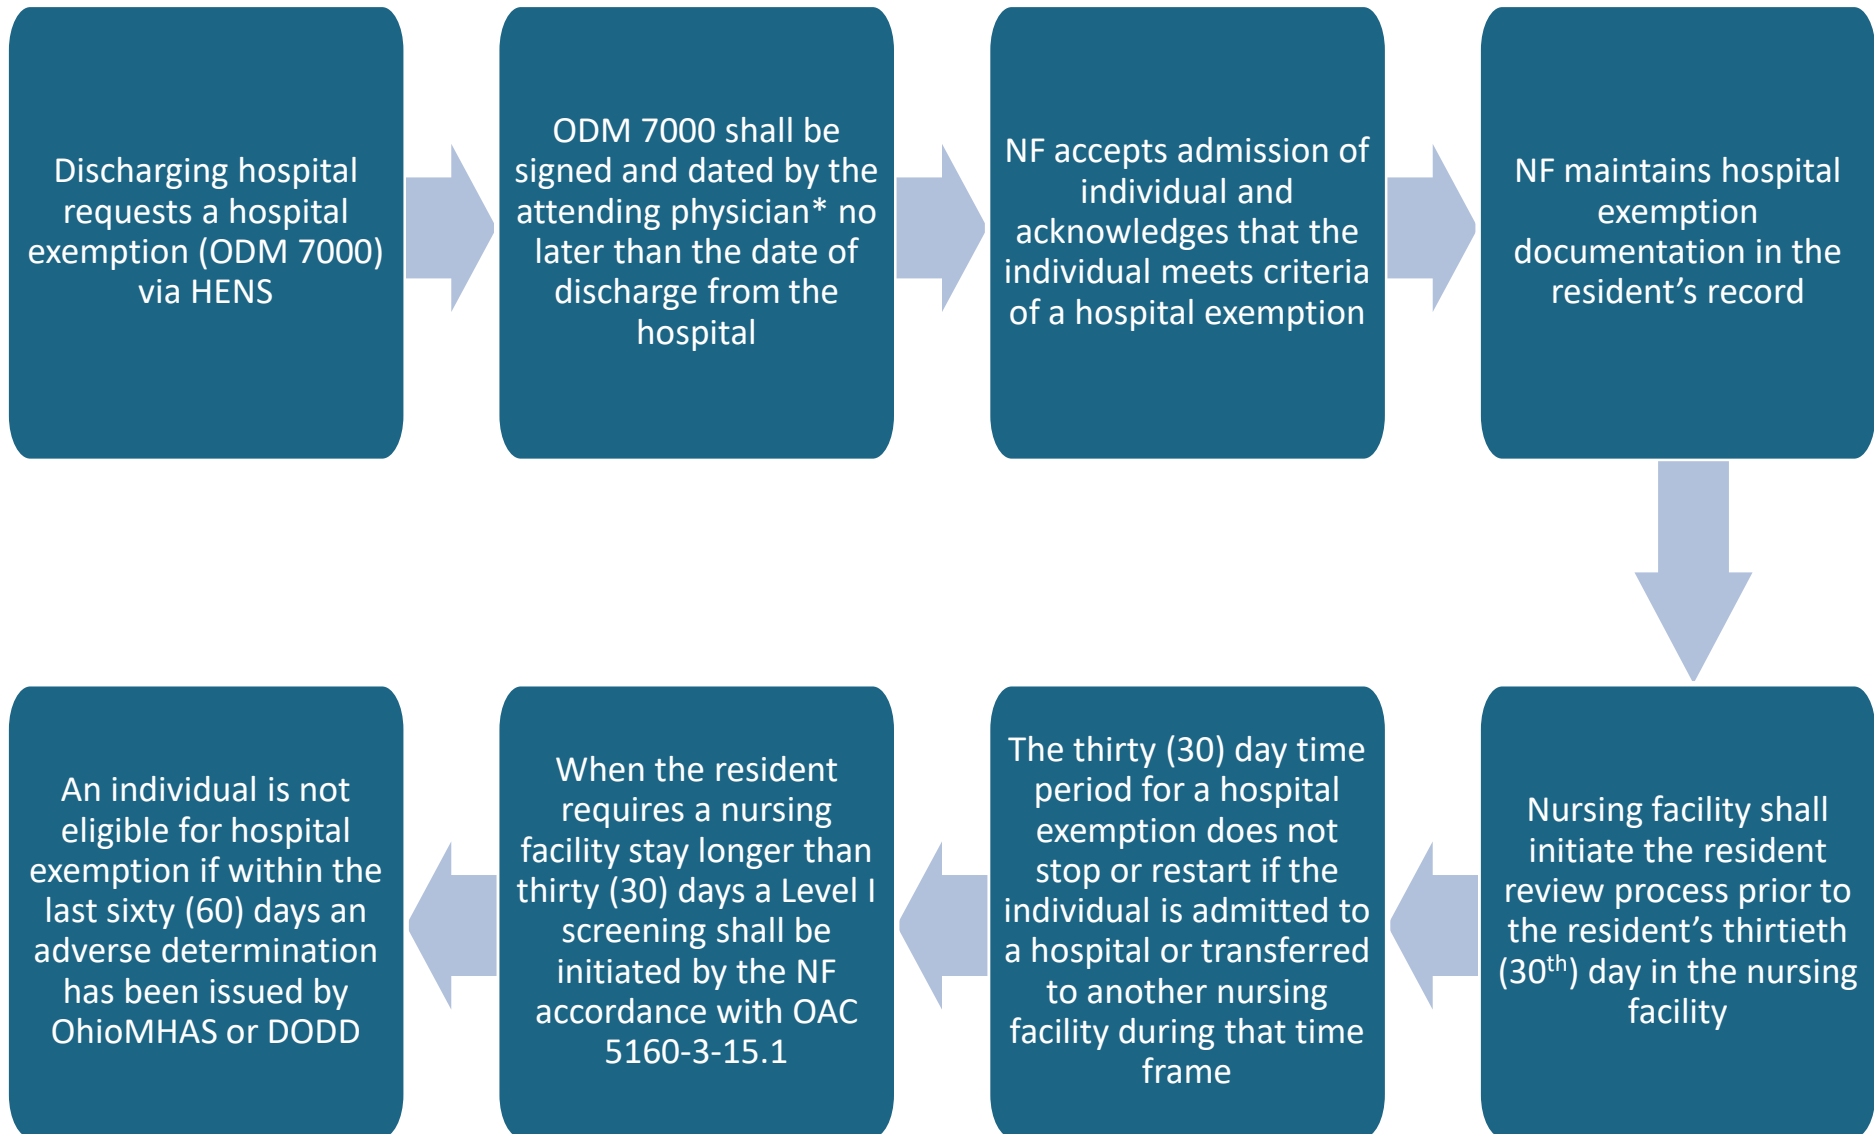 Discharging hospital
requests a hospital
exemption (ODM 7000)
via HENS
ODM 7000 shall be
signed and dated by the
attending physician* no
later than the date of
discharge from the
hospital
NF accepts admission of
individual and
acknowledges that the
individual meets criteria
of a hospital exemption
NF maintains hospital
exemption
documentation in the
resident’s record
Nursing facility shall
initiate the resident
review process prior to
the resident’s thirtieth
(30th) day in the nursing
facility
The thirty (30) day time
period for a hospital
exemption does not
stop or restart if the
individual is admitted to
a hospital or transferred
to another nursing
facility during that time
frame
When the resident
requires a nursing
facility stay longer than
thirty (30) days a Level I
screening shall be
initiated by the NF
accordance with OAC
5160-3-15.1
An individual is not
eligible for hospital
exemption if within the
last sixty (60) days an
adverse determination
has been issued by
OhioMHAS or DODD